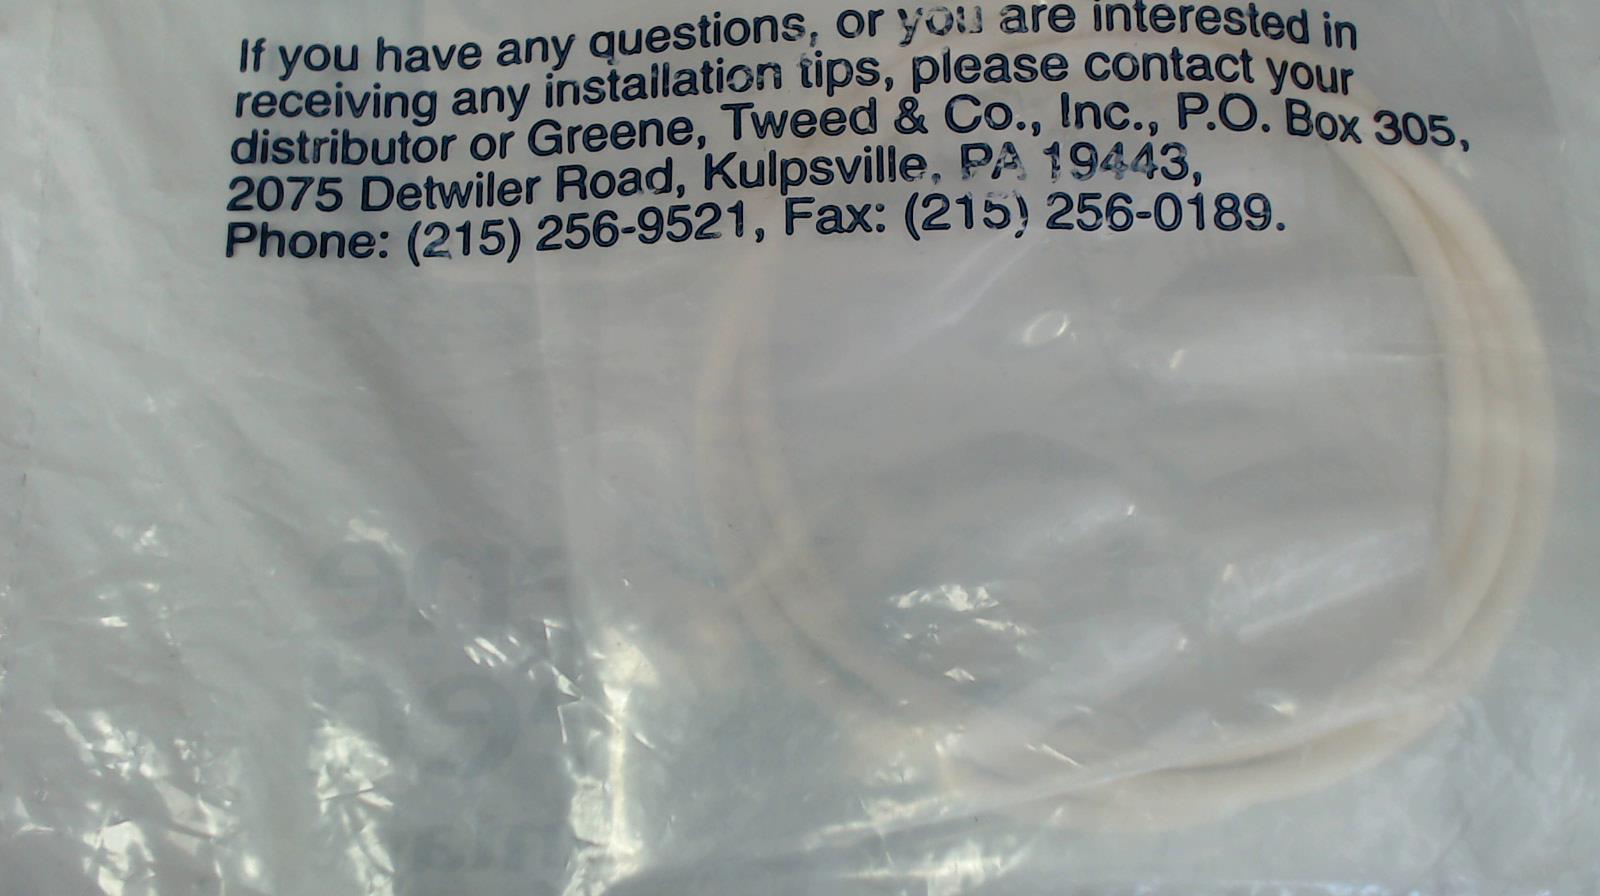 If you have any questions, or you are interested in
receiving any installation tips, please contact your
distributor or Greene, Tweed & Co., Inc., P.O. Box 305,
2075 Detwiler Road, Kulpsville, PA 19443,
Phone: (215) 256-9521, Fax: (215) 256-0189.